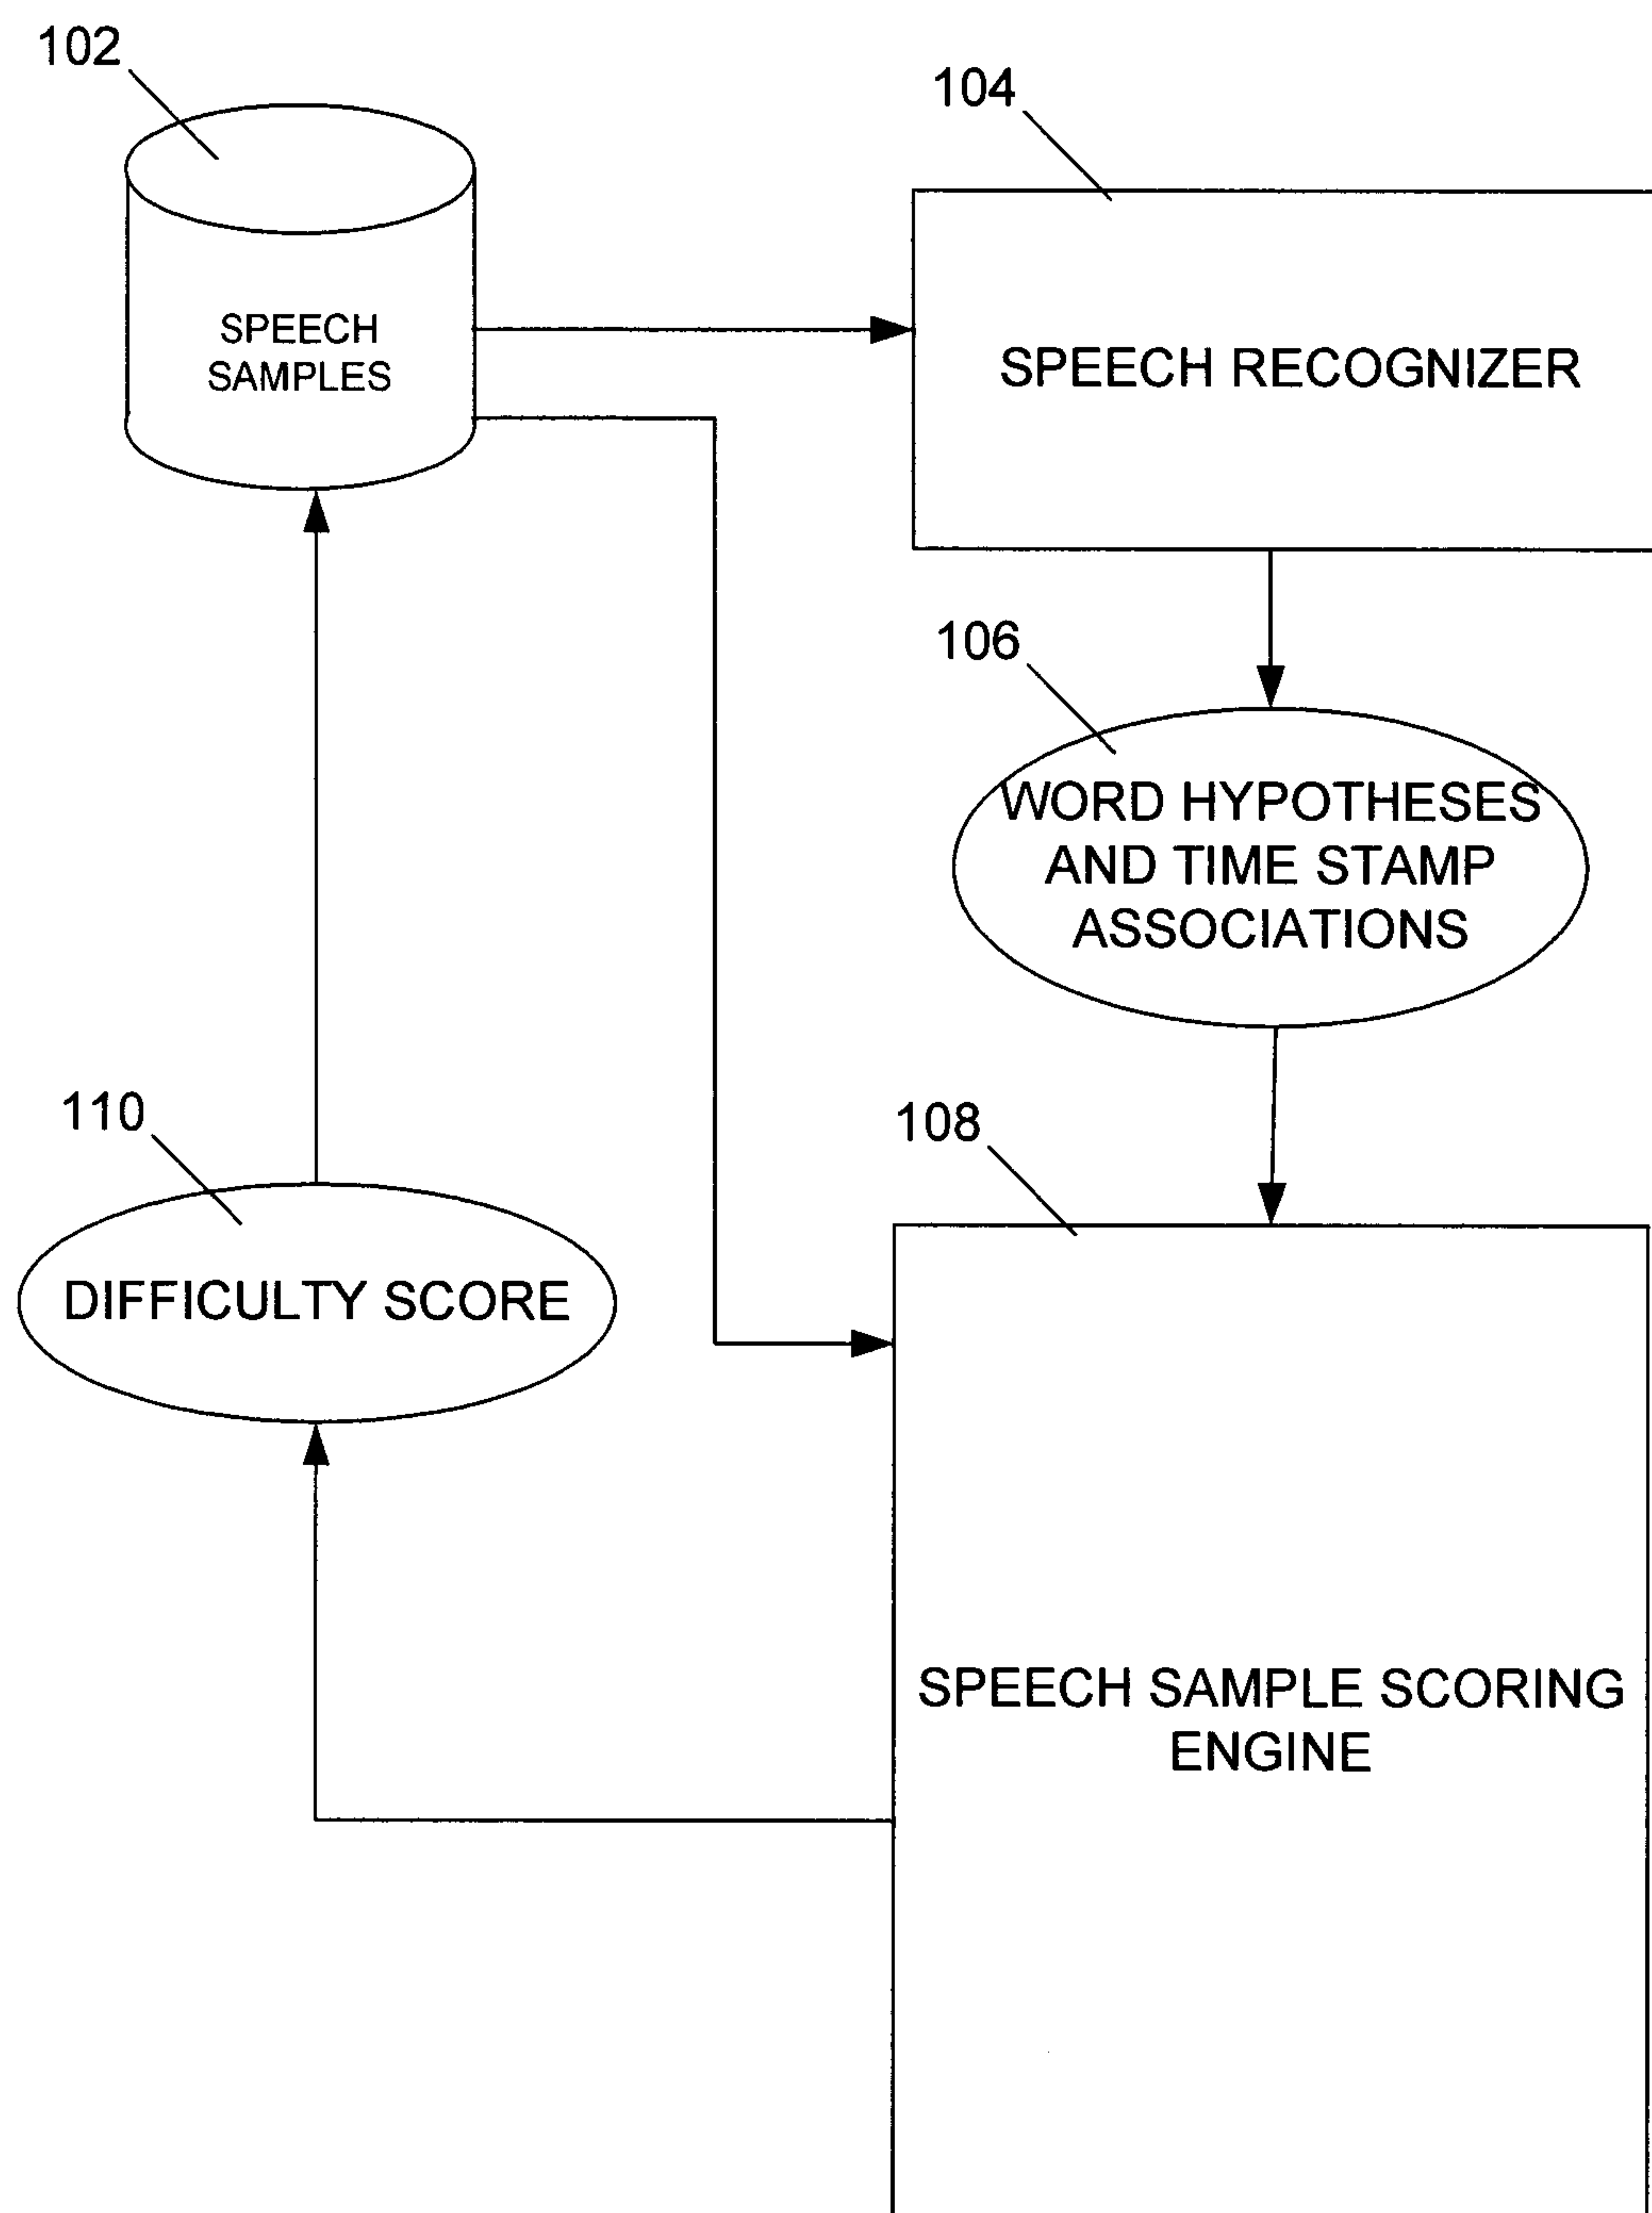 102
104
SPEECH
SAMPLES
SPEECH RECOGNIZER
106
WORD HYPOTHESES
AND TIME STAMP
ASSOCIATIONS
110
108
DIFFICULTY SCORE
SPEECH SAMPLE SCORING
ENGINE